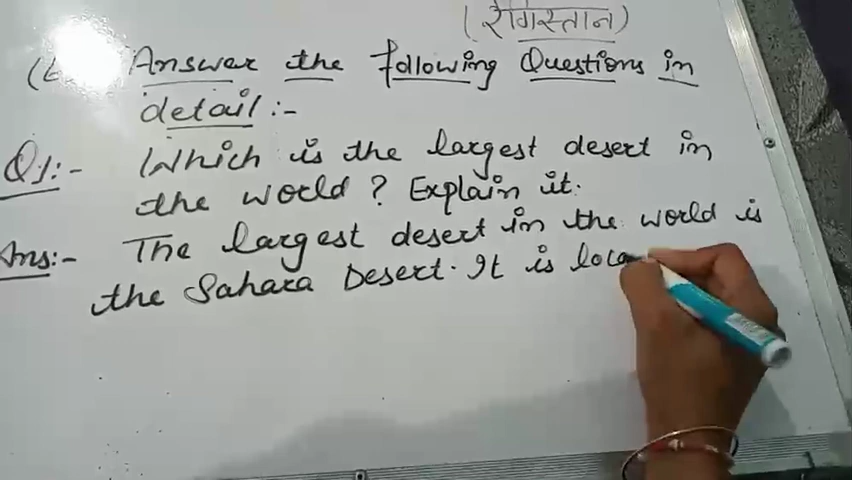 (रेगिस्तान)
Answer the following Questions in
detail:-
Q1:- Which is the largest desert in
the world? Explain it.
Ans:- The largest desert in the world is
the Sahara Desert. It is loca